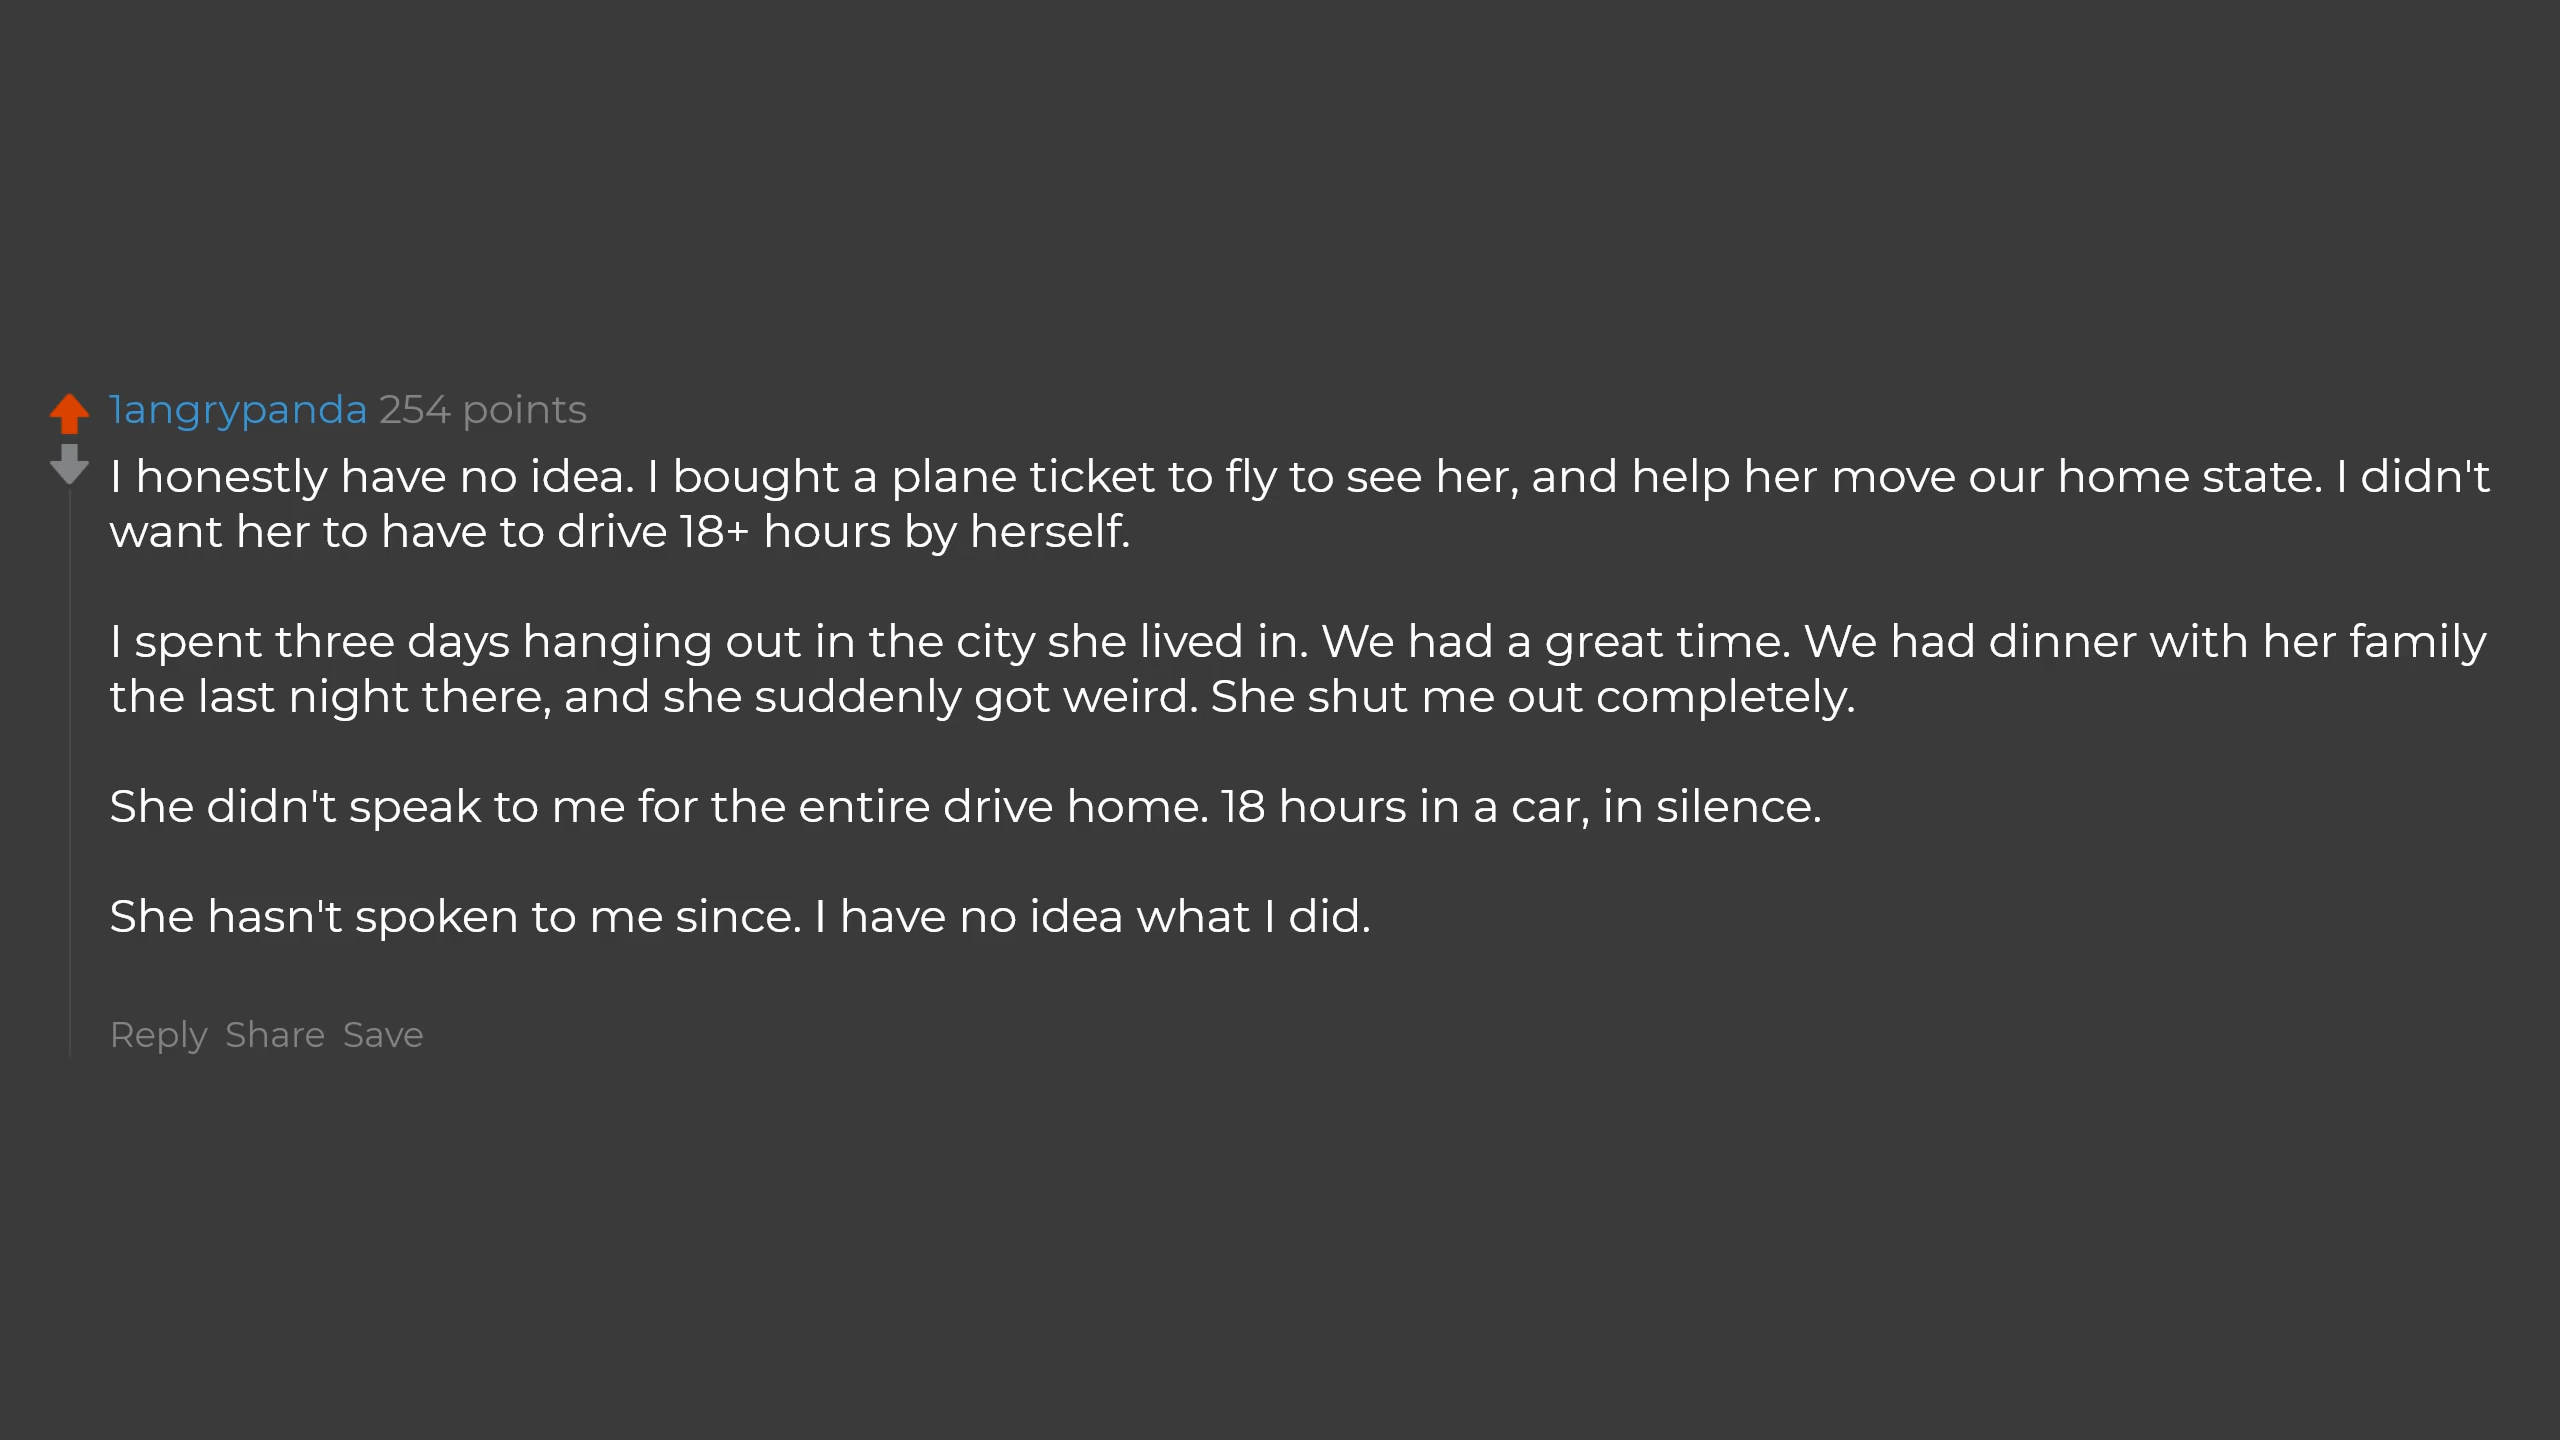 1angrypanda 254 points
I honestly have no idea. I bought a plane ticket to fly to see her, and help her move our home state. I didn't
want her to have to drive 18+ hours by herself.
I spent three days hanging out in the city she lived in. We had a great time. We had dinner with her family
the last night there, and she suddenly got weird. She shut me out completely.
She didn't speak to me for the entire drive home. 18 hours in a car, in silence.
She hasn't spoken to me since. I have no idea what I did.
Reply Share Save